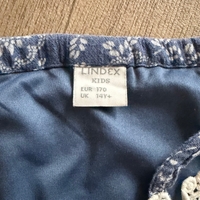 LINDEX
KIDS
EUR 170
UK 14Y+